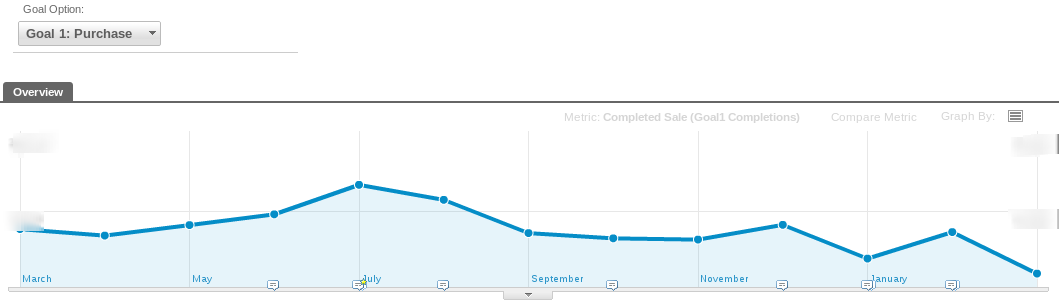 Goal Option:
Goal 1: Purchase
Overview
Metric: Completed Sale (Goal1 Completions) Compare Metric Graph By:
March May July September November January